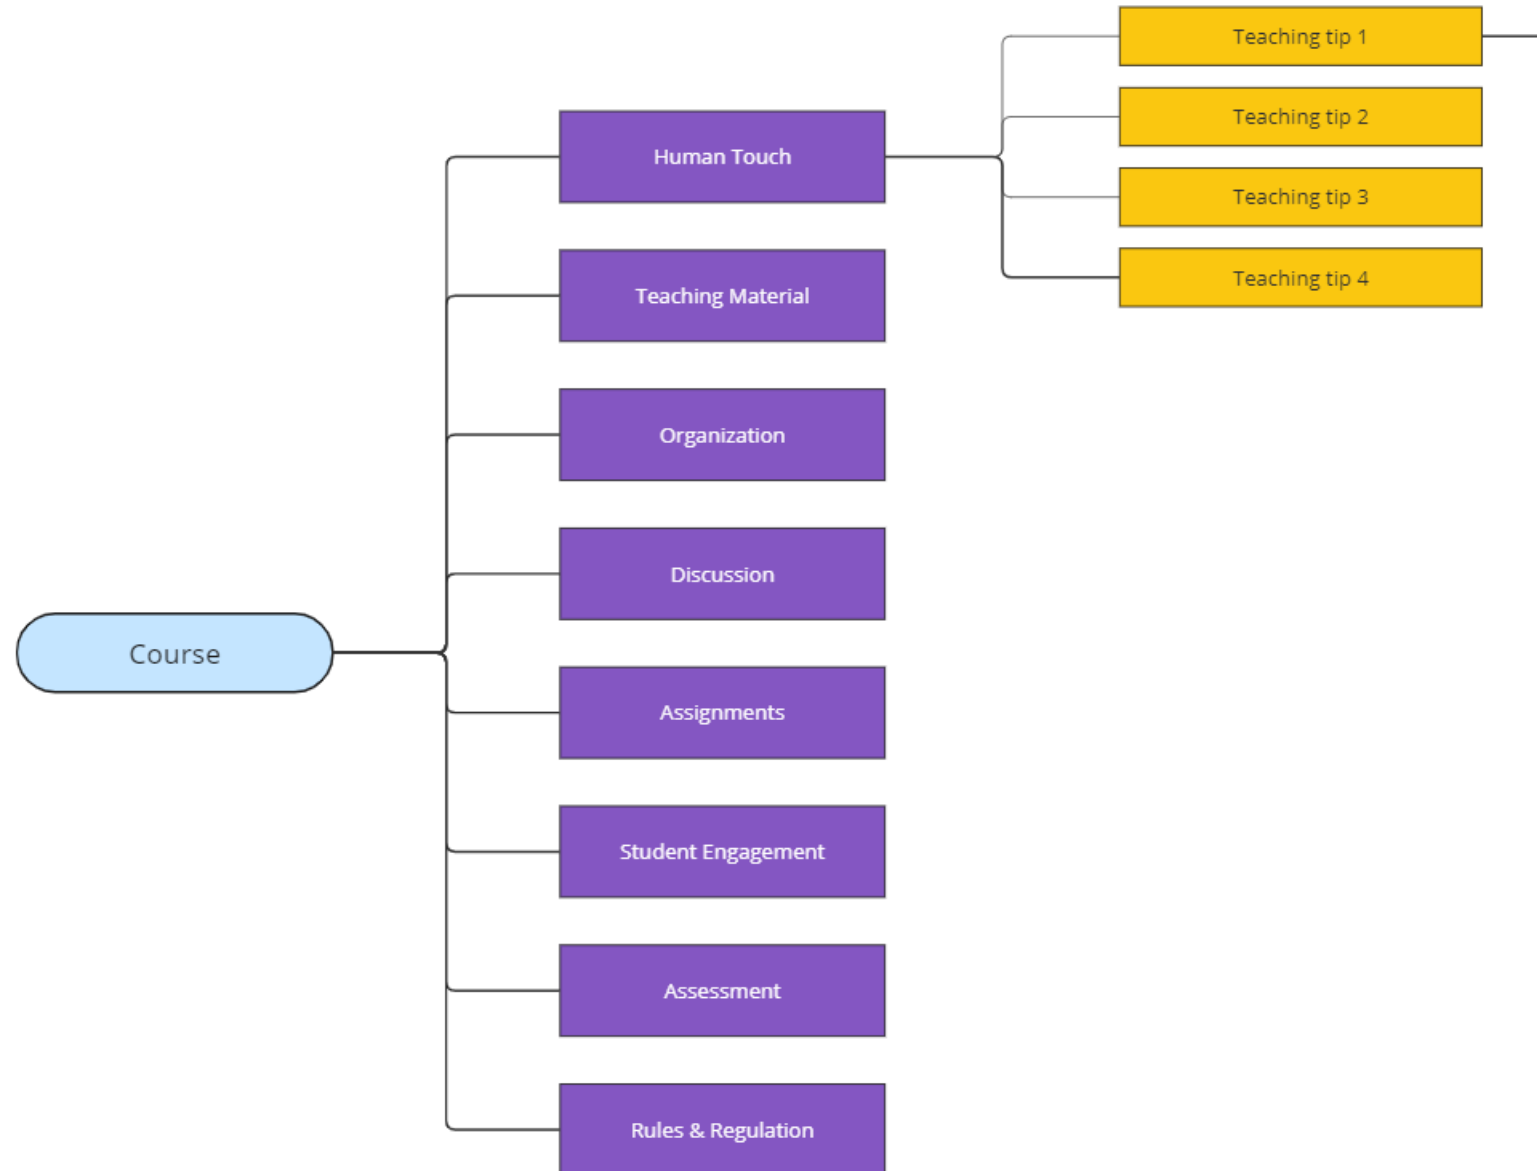 Teaching tip 1
Teaching tip 2
Human Touch
Teaching tip 3
Teaching tip 4
Teaching Material
Organization
Discussion
Course
Assignments
Student Engagement
Assessment
Rules & Regulation